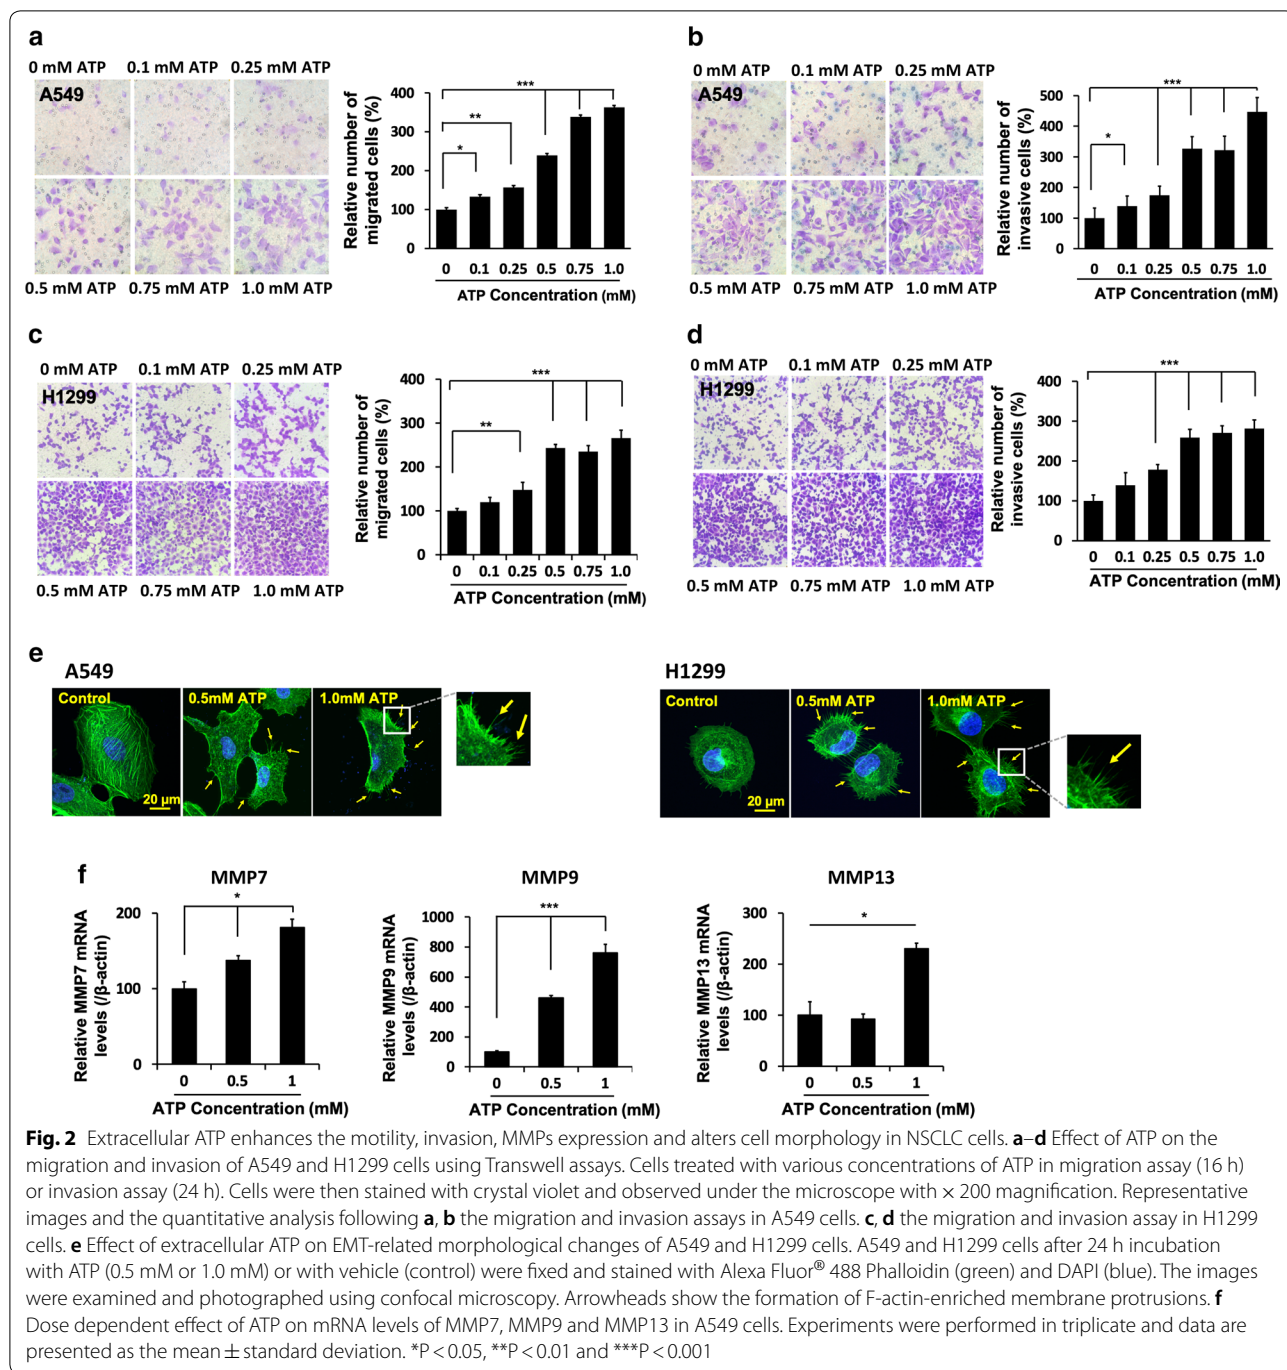 a
0 mM ATP 0.1 mM ATP 0.25 mM ATP
A549
0.5 mM ATP 0.75 mM ATP 1.0 mM ATP
Relative number of
migrated cells (%)
400
300
200
100
0
*
**
***
0 0.1 0.25 0.5 0.75 1.0
ATP Concentration (mM)
b
0 mM ATP 0.1 mM ATP 0.25 mM ATP
A549
0.5 mM ATP 0.75 mM ATP 1.0 mM ATP
Relative number of
invasive cells (%)
500
400
300
200
100
0
*
***
0 0.1 0.25 0.5 0.75 1.0
ATP Concentration (mM)
c
0 mM ATP 0.1 mM ATP 0.25 mM ATP
H1299
0.5 mM ATP 0.75 mM ATP 1.0 mM ATP
Relative number of
migrated cells (%)
400
300
200
100
0
**
***
0 0.1 0.25 0.5 0.75 1.0
ATP Concentration (mM)
d
0 mM ATP 0.1 mM ATP 0.25 mM ATP
H1299
0.5 mM ATP 0.75 mM ATP 1.0 mM ATP
Relative number of
invasive cells (%)
400
300
200
100
0
***
0 0.1 0.25 0.5 0.75 1.0
ATP Concentration (mM)
e
A549
Control 0.5mM ATP 1.0mM ATP
20 µm
H1299
Control 0.5mM ATP 1.0mM ATP
20 µm
f
MMP7
Relative MMP7 mRNA
levels (/β-actin)
200
100
0
*
0 0.5 1
ATP Concentration (mM)
MMP9
Relative MMP9 mRNA
levels (/β-actin)
1000
800
600
400
200
0
***
0 0.5 1
ATP Concentration (mM)
MMP13
Relative MMP13 mRNA
levels (/β-actin)
300
200
100
0
*
0 0.5 1
ATP Concentration (mM)
Fig. 2 Extracellular ATP enhances the motility, invasion, MMPs expression and alters cell morphology in NSCLC cells. a–d Effect of ATP on the
migration and invasion of A549 and H1299 cells using Transwell assays. Cells treated with various concentrations of ATP in migration assay (16 h)
or invasion assay (24 h). Cells were then stained with crystal violet and observed under the microscope with × 200 magnification. Representative
images and the quantitative analysis following a, b the migration and invasion assays in A549 cells. c, d the migration and invasion assay in H1299
cells. e Effect of extracellular ATP on EMT-related morphological changes of A549 and H1299 cells. A549 and H1299 cells after 24 h incubation
with ATP (0.5 mM or 1.0 mM) or with vehicle (control) were fixed and stained with Alexa Fluor® 488 Phalloidin (green) and DAPI (blue). The images
were examined and photographed using confocal microscopy. Arrowheads show the formation of F-actin-enriched membrane protrusions. f
Dose dependent effect of ATP on mRNA levels of MMP7, MMP9 and MMP13 in A549 cells. Experiments were performed in triplicate and data are
presented as the mean ± standard deviation. *P < 0.05, **P < 0.01 and ***P < 0.001